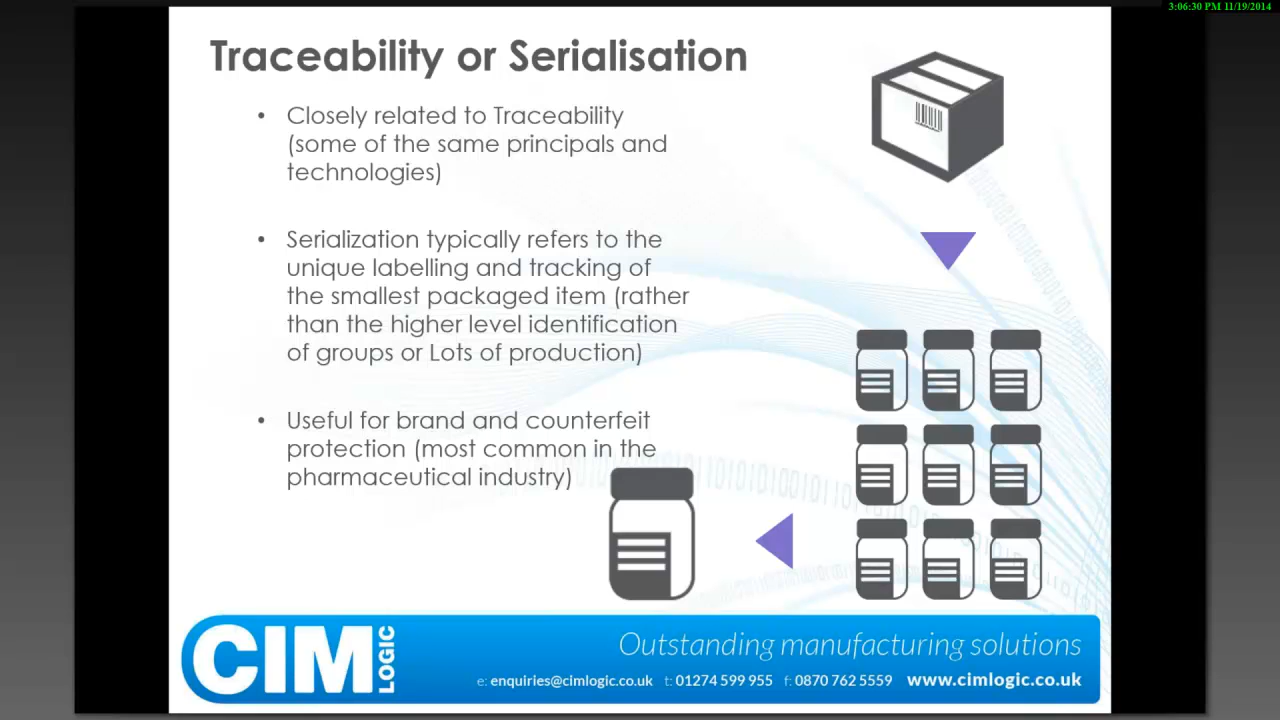 3:06:30 PM 11/19/2014
Traceability or Serialisation
• Closely related to Traceability
(some of the same principals and
technologies)
• Serialization typically refers to the
unique labelling and tracking of
the smallest packaged item (rather
than the higher level identification
of groups or Lots of production)
• Useful for brand and counterfeit
protection (most common in the
pharmaceutical industry)
CIM LOGIC
Outstanding manufacturing solutions
e: enquiries@cimlogic.co.uk t: 01274 599 955 f: 0870 762 5559 www.cimlogic.co.uk